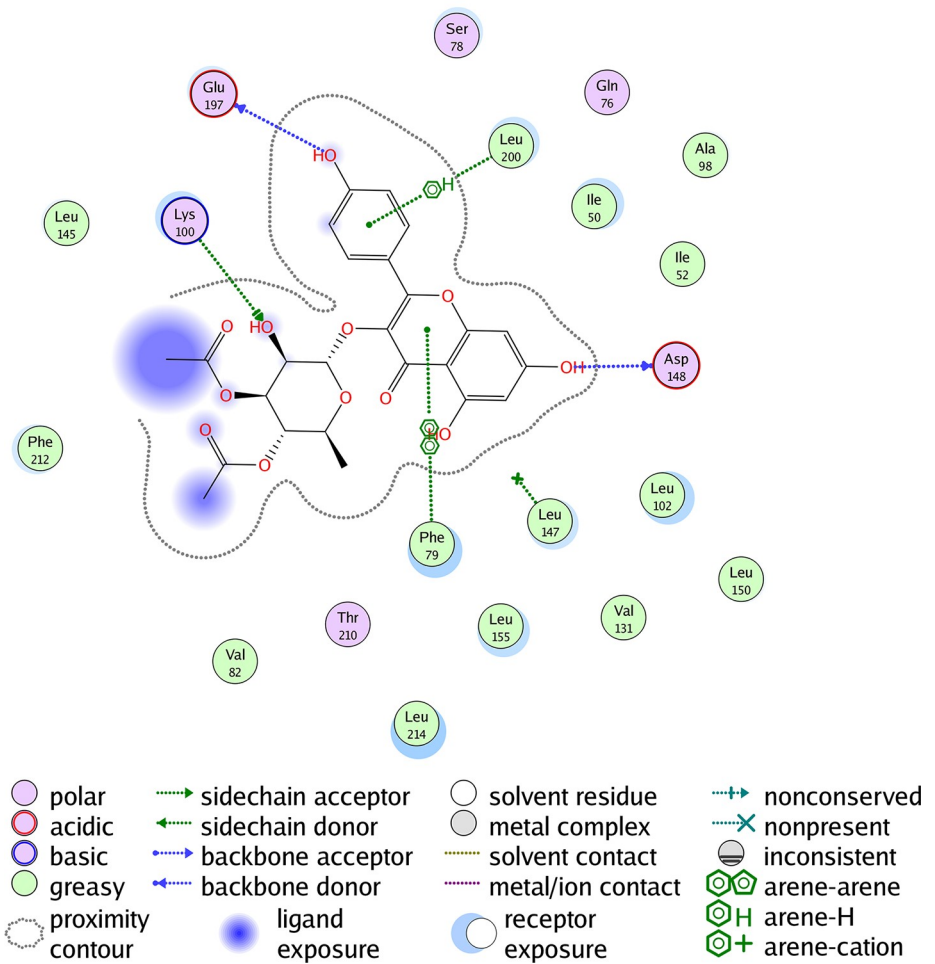 Ser
78
Glu
197
Gln
76
HO
Leu
200
H
Ala
98
Lys
100
Ile
50
Leu
145
Ile
52
O
HO
O
O
O
O
OH
Asp
148
O
O
O
HO
O
Phe
212
O
Leu
102
Leu
147
Phe
79
Leu
150
Thr
210
Leu
155
Val
131
Val
82
Leu
214
polar
sidechain acceptor
solvent residue
nonconserved
acidic
sidechain donor
metal complex
nonpresent
basic
backbone acceptor
solvent contact
inconsistent
greasy
backbone donor
metal/ion contact
arene-arene
proximity
contour
ligand
exposure
receptor
exposure
H
arene-H
arene-cation